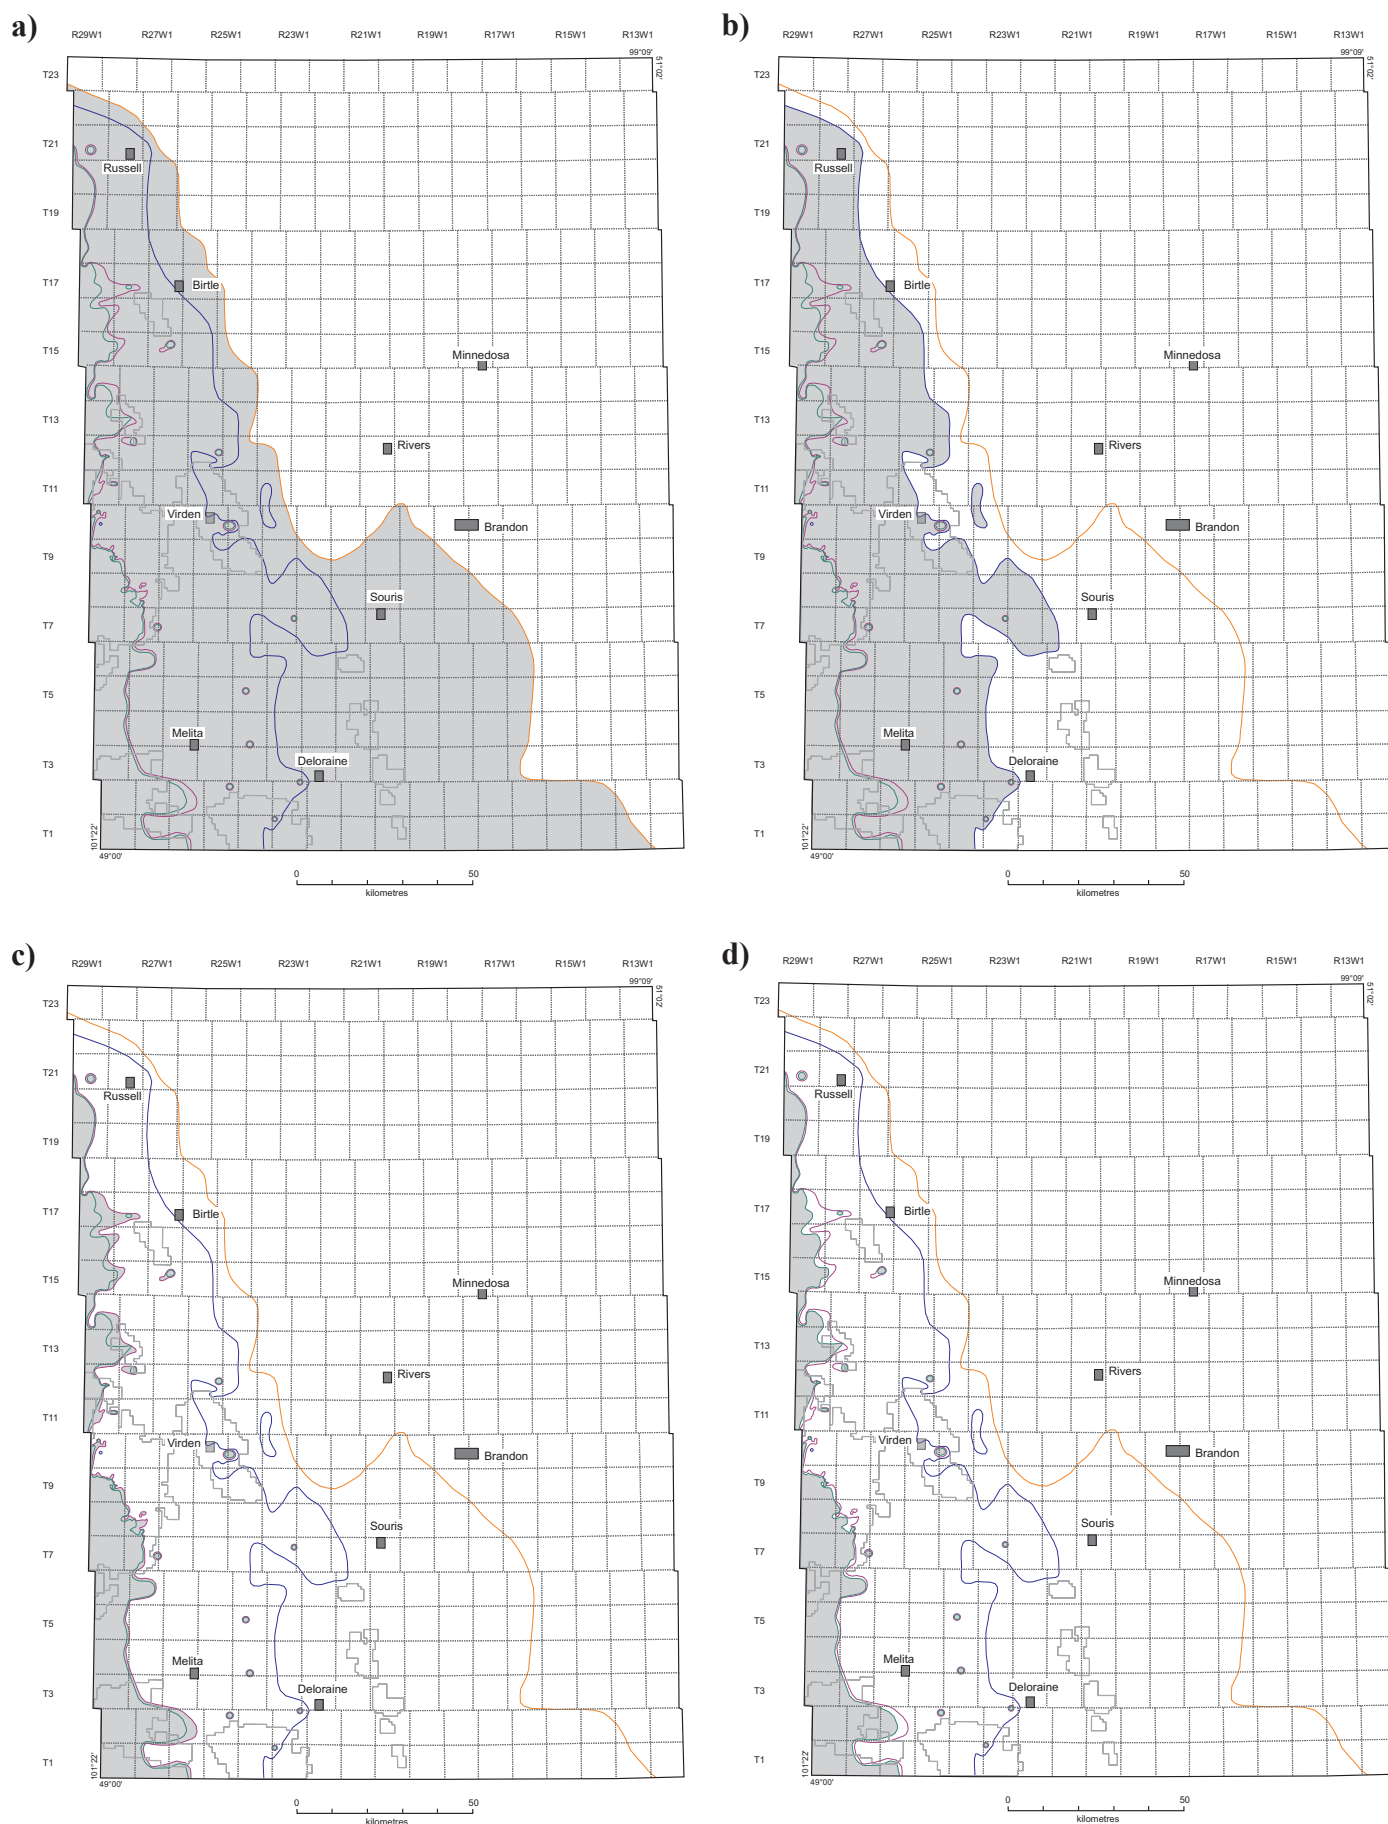 a)
R29W1 R27W1 R25W1 R23W1 R21W1 R19W1 R17W1 R15W1 R13W1
99°09'
51°02'
T23
T21
Russell
T19
T17
Birtle
T15
Minnedosa
T13
Rivers
T11
Virden
Brandon
T9
Souris
T7
T5
Melita
Deloraine
T3
T1
101°22'
49°00'
0 50
kilometres
b)
R29W1 R27W1 R25W1 R23W1 R21W1 R19W1 R17W1 R15W1 R13W1
99°09'
51°02'
T23
T21
Russell
T19
T17
Birtle
T15
Minnedosa
T13
Rivers
T11
Virden
Brandon
T9
Souris
T7
T5
Melita
Deloraine
T3
T1
101°22'
49°00'
0 50
kilometres
c)
R29W1 R27W1 R25W1 R23W1 R21W1 R19W1 R17W1 R15W1 R13W1
99°09'
51°02'
T23
T21
Russell
T19
T17
Birtle
T15
Minnedosa
T13
Rivers
T11
Virden
Brandon
T9
Souris
T7
T5
Melita
Deloraine
T3
T1
101°22'
49°00'
0 50
kilometres
d)
R29W1 R27W1 R25W1 R23W1 R21W1 R19W1 R17W1 R15W1 R13W1
99°09'
51°02'
T23
T21
Russell
T19
T17
Birtle
T15
Minnedosa
T13
Rivers
T11
Virden
Brandon
T9
Souris
T7
T5
Melita
Deloraine
T3
T1
101°22'
49°00'
0 50
kilometres